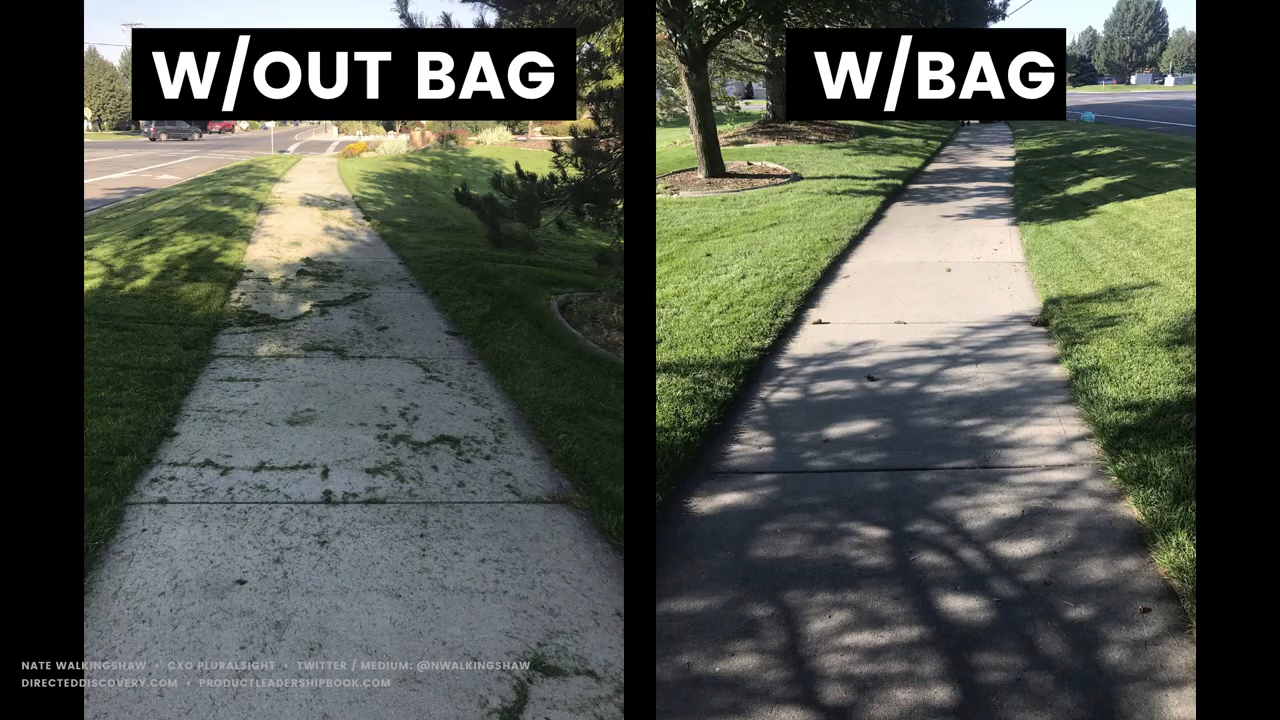 W/OUT BAG
W/BAG
NATE WALKINGSHAW • CXO PLURALSIGHT • TWITTER / MEDIUM: @NWALKINGSHAW
DIRECTEDDISCOVERY.COM • PRODUCTLEADERSHIPBOOK.COM